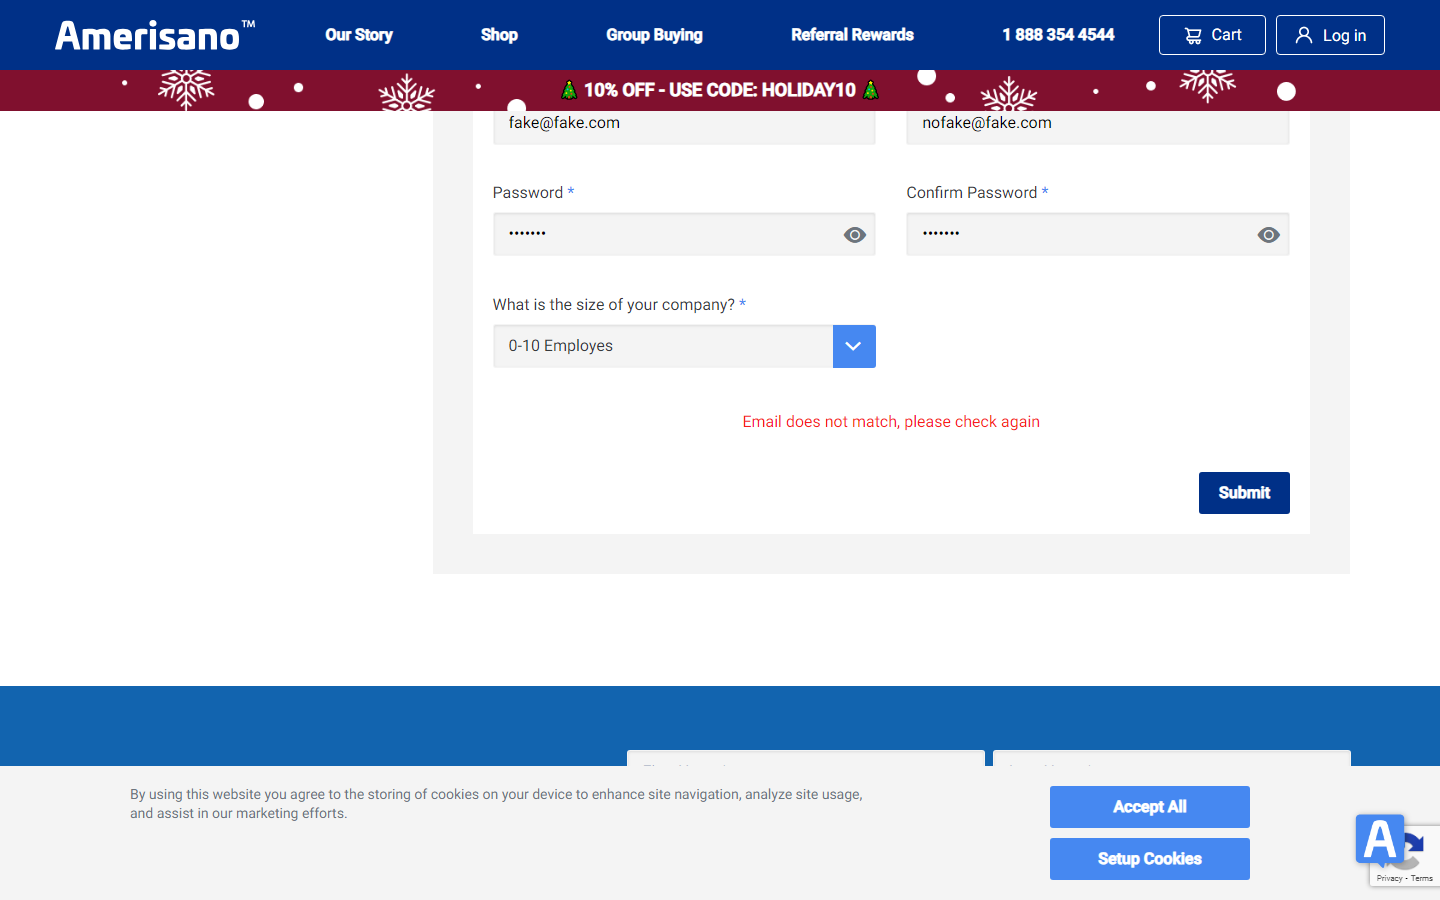 Amerisano™
Our Story
Shop
Group Buying
Referral Rewards
1 888 354 4544
Cart
Log in
10% OFF - USE CODE: HOLIDAY10
fake@fake.com
nofake@fake.com
Password *
Confirm Password *
•••••••
•••••••
What is the size of your company? *
0-10 Employes
Email does not match, please check again
Submit
By using this website you agree to the storing of cookies on your device to enhance site navigation, analyze site usage,
and assist in our marketing efforts.
Accept All
Setup Cookies
A
Privacy - Terms